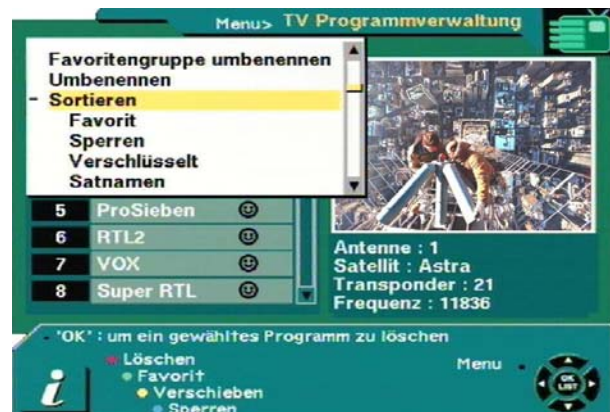 Menu> TV Programmverwaltung
Favoritengruppe umbenennen
Umbenennen
- Sortieren
Favorit
Sperren
Verschlüsselt
Satnamen
5 ProSieben
6 RTL2
7 VOX
8 Super RTL
Antenne : 1
Satellit : Astra
Transponder : 21
Frequenz : 11836
"OK" : um ein gewähltes Programm zu löschen
Löschen
Favorit
Verschieben
Sperren
Menu
OK
LIST
i